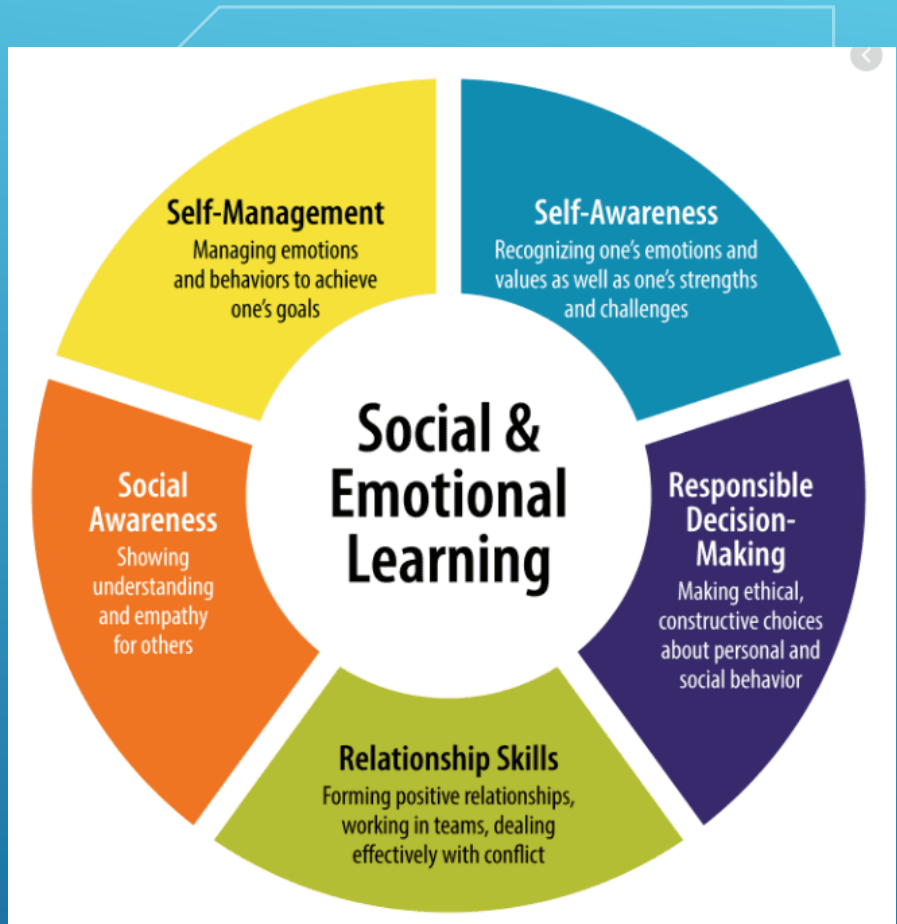 Self-Management
Managing emotions
and behaviors to achieve
one's goals
Self-Awareness
Recognizing one's emotions and
values as well as one's strengths
and challenges
Social &
Emotional
Learning
Social
Awareness
Showing
understanding
and empathy
for others
Responsible
Decision-
Making
Making ethical,
constructive choices
about personal and
social behavior
Relationship Skills
Forming positive relationships,
working in teams, dealing
effectively with conflict